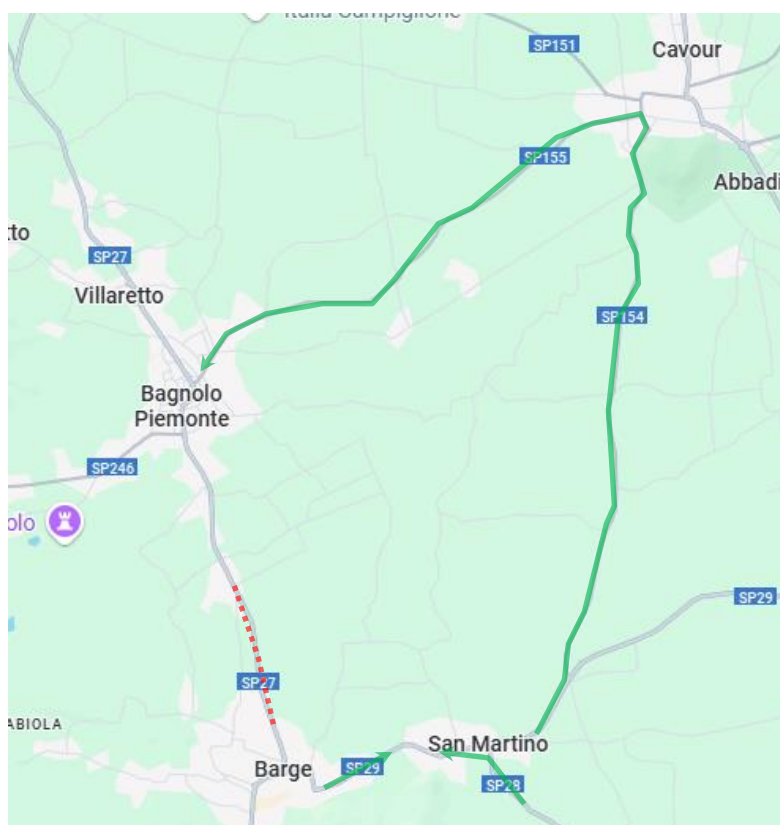 SP151
Cavour
SP155
Abbadi
to
SP27
Villaretto
SP154
Bagnolo
Piemonte
SP246
olo
SP29
SP27
ABIOLA
San Martino
Barge
SP29
SP28